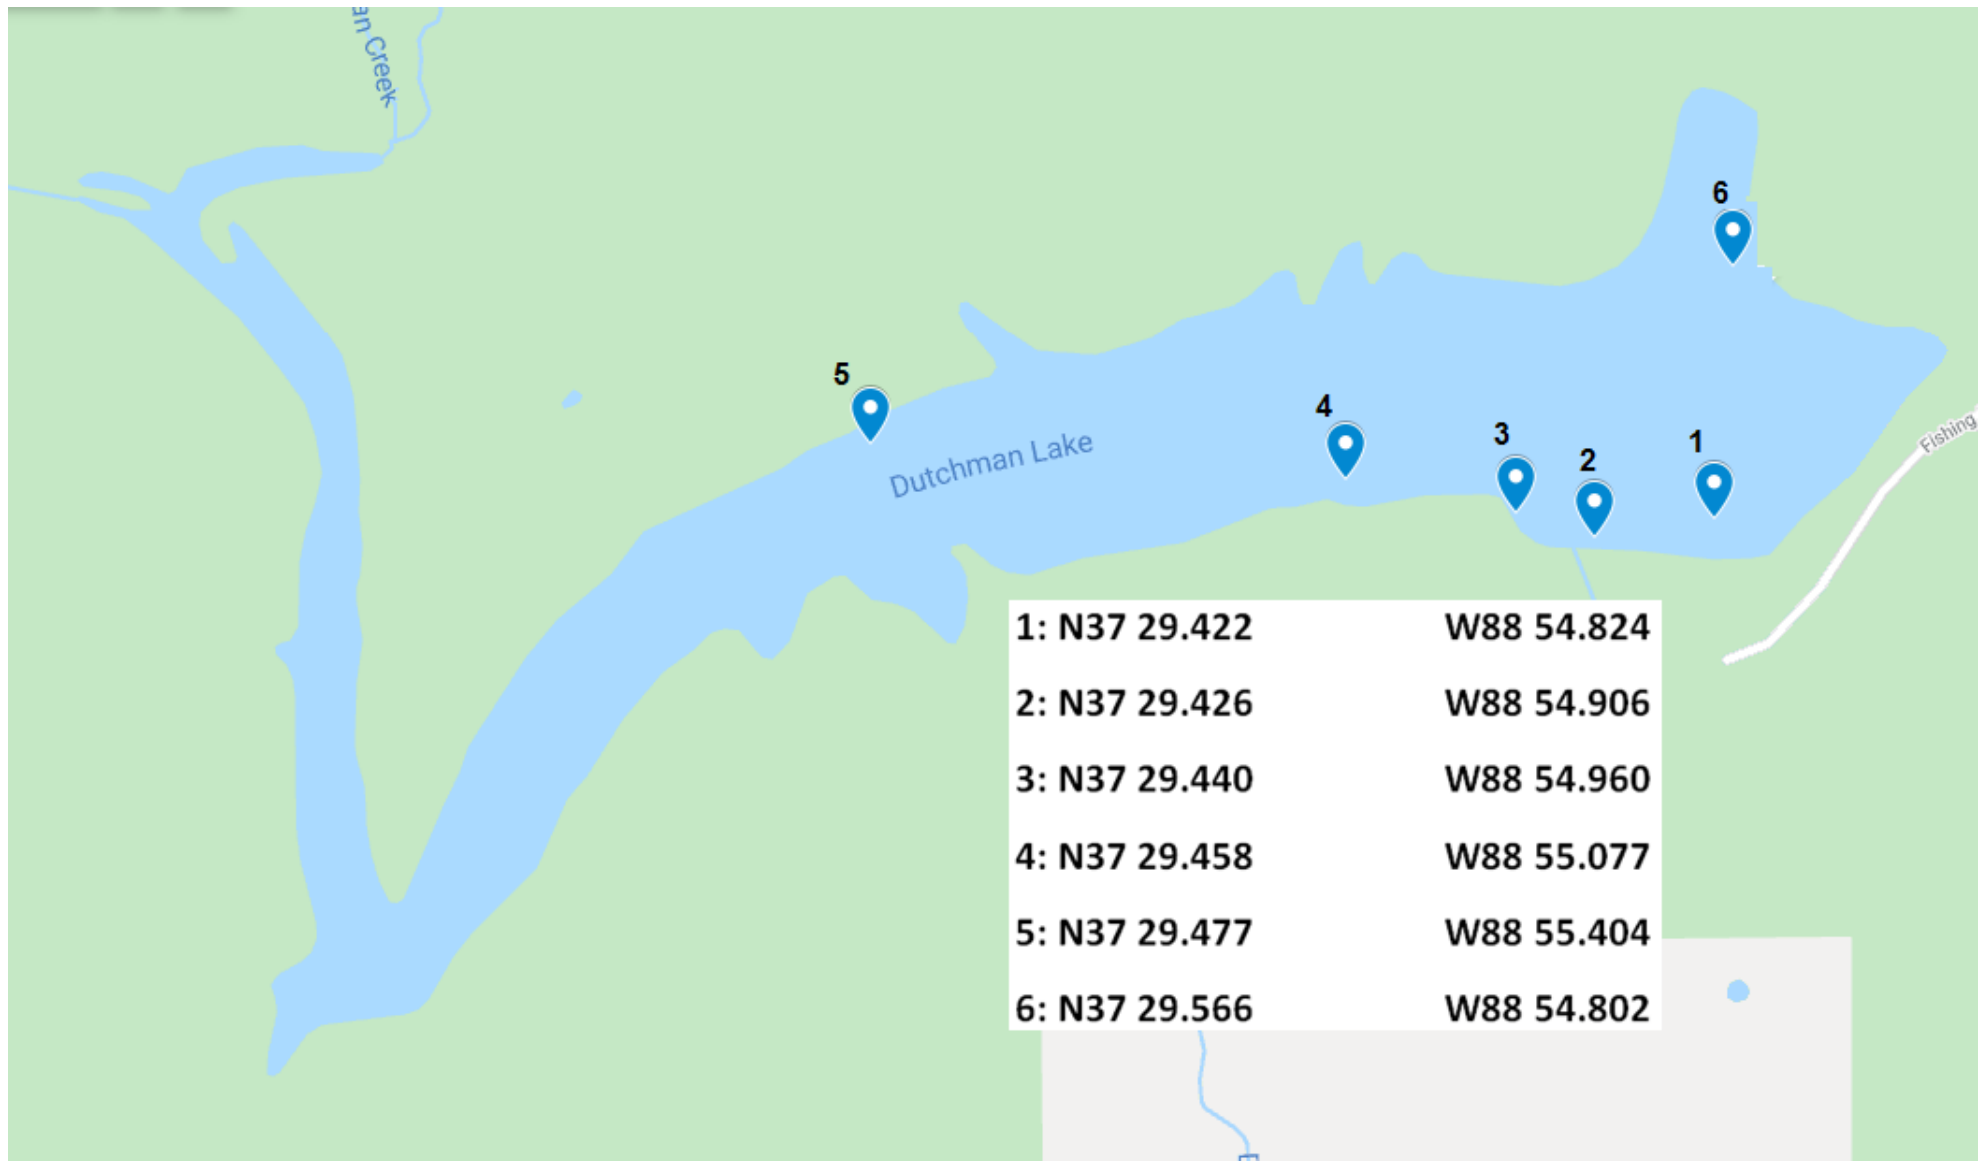 an Creek
6
5
4
3
2
1
Dutchman Lake
Fishing
1: N37 29.422 W88 54.824
2: N37 29.426 W88 54.906
3: N37 29.440 W88 54.960
4: N37 29.458 W88 55.077
5: N37 29.477 W88 55.404
6: N37 29.566 W88 54.802